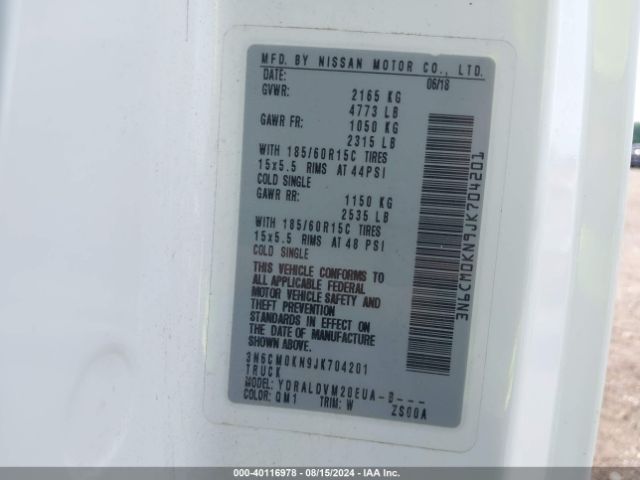 MFD. BY NISSAN MOTOR CO., LTD.
DATE: 06/18
GVWR: 2165 KG
4773 LB
GAWR FR: 1050 KG
2315 LB
WITH 185/60R15C TIRES
15x5.5 RIMS AT 44PSI
COLD SINGLE
GAWR RR: 1150 KG
2535 LB
WITH 185/60R15C TIRES
15x5.5 RIMS AT 48 PSI
COLD SINGLE
THIS VEHICLE CONFORMS TO
ALL APPLICABLE FEDERAL
MOTOR VEHICLE SAFETY AND
THEFT PREVENTION
STANDARDS IN EFFECT ON THE
DATE OF MANUFACTURE
SHOWN ABOVE.
3N6CM0KN9JK704201
TRUCK
MODEL: YDRALDVM20EUA-D---
COLOR: QM1 TRIM: W ZS00A
3N6CM0KN9JK704201
000-40116978 - 08/15/2024 - IAA Inc.